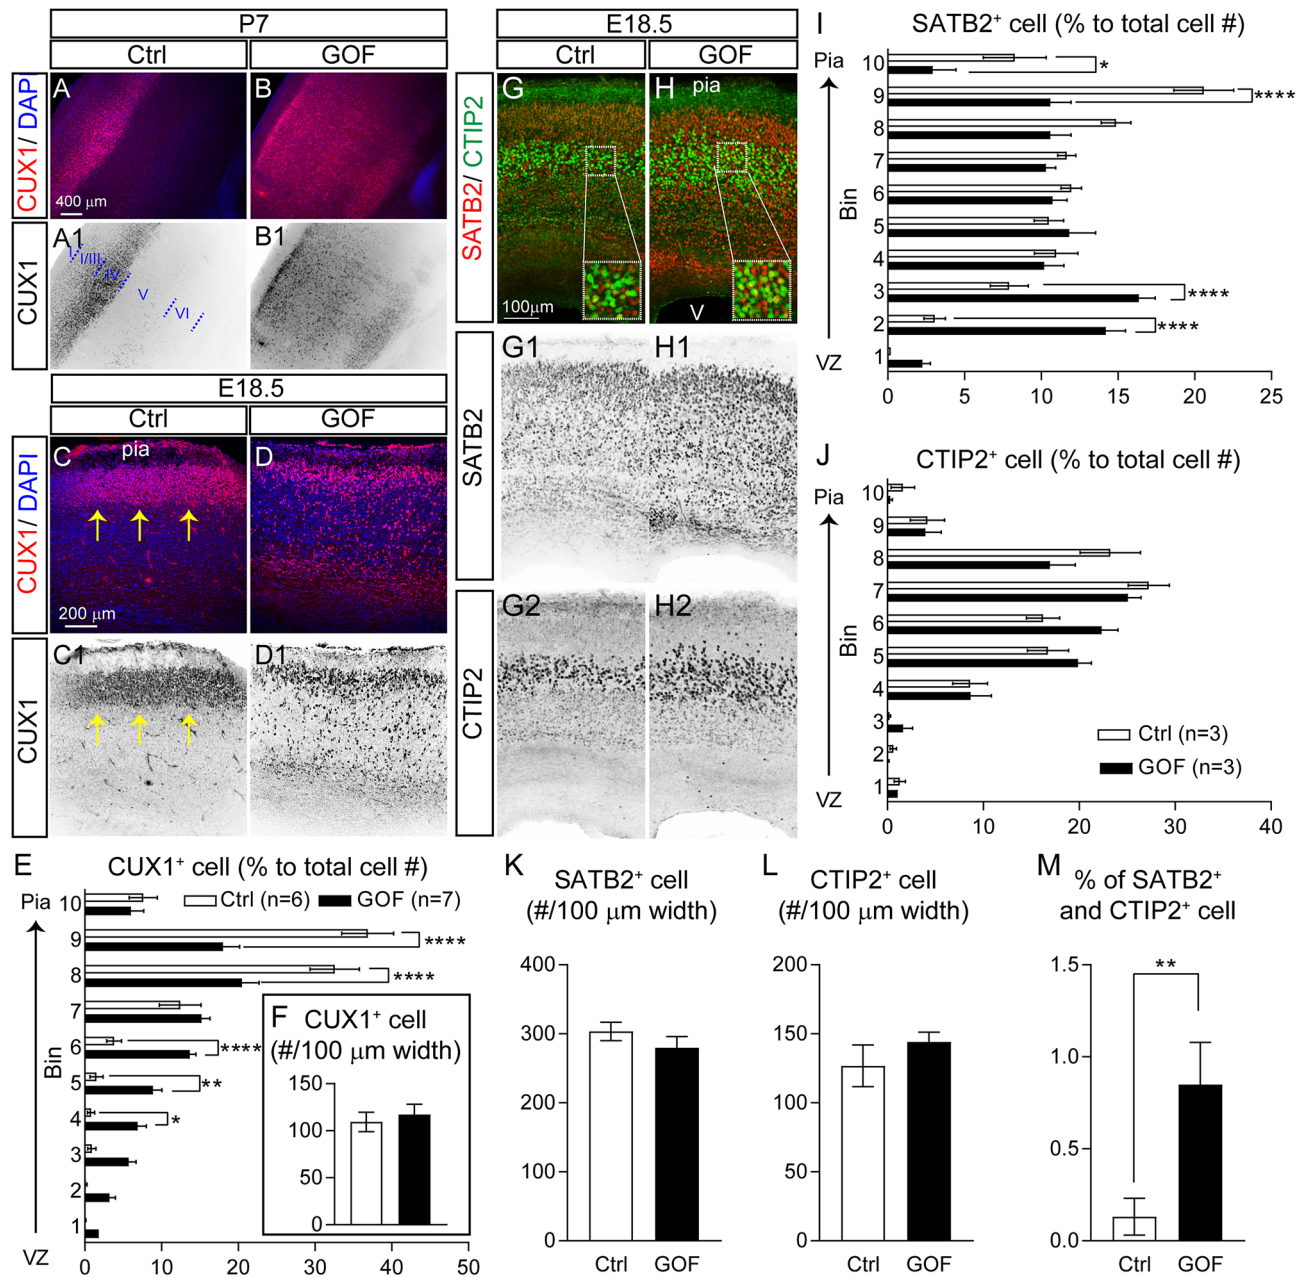 P7
Ctrl
GOF
CUX1/ DAPI
A
B
400 µm
CUX1
A1
B1
I
I/III
IV
V
VI
E18.5
Ctrl
GOF
CUX1/ DAPI
C
pia
D
200 µm
CUX1
C1
D1
E18.5
Ctrl
GOF
SATB2/ CTIP2
G
H
pia
100µm
V
SATB2
G1
H1
CTIP2
G2
H2
I
SATB2⁺ cell (% to total cell #)
Pia
10
*
9
****
8
7
6
Bin
5
4
3
****
2
****
1
VZ
0 5 10 15 20 25
J
CTIP2⁺ cell (% to total cell #)
Pia
10
9
8
7
6
Bin
5
4
3
Ctrl (n=3)
2
GOF (n=3)
1
VZ
0 10 20 30 40
E
CUX1⁺ cell (% to total cell #)
Pia
10
Ctrl (n=6)
GOF (n=7)
9
****
8
****
7
6
****
Bin
5
**
4
*
3
2
1
VZ
0 10 20 30 40 50
F
CUX1⁺ cell
(#/100 µm width)
150
100
50
0
K
SATB2⁺ cell
(#/100 µm width)
400
300
200
100
0
Ctrl GOF
L
CTIP2⁺ cell
(#/100 µm width)
200
150
100
50
0
Ctrl GOF
M
% of SATB2⁺
and CTIP2⁺ cell
1.5
**
1.0
0.5
0.0
Ctrl GOF